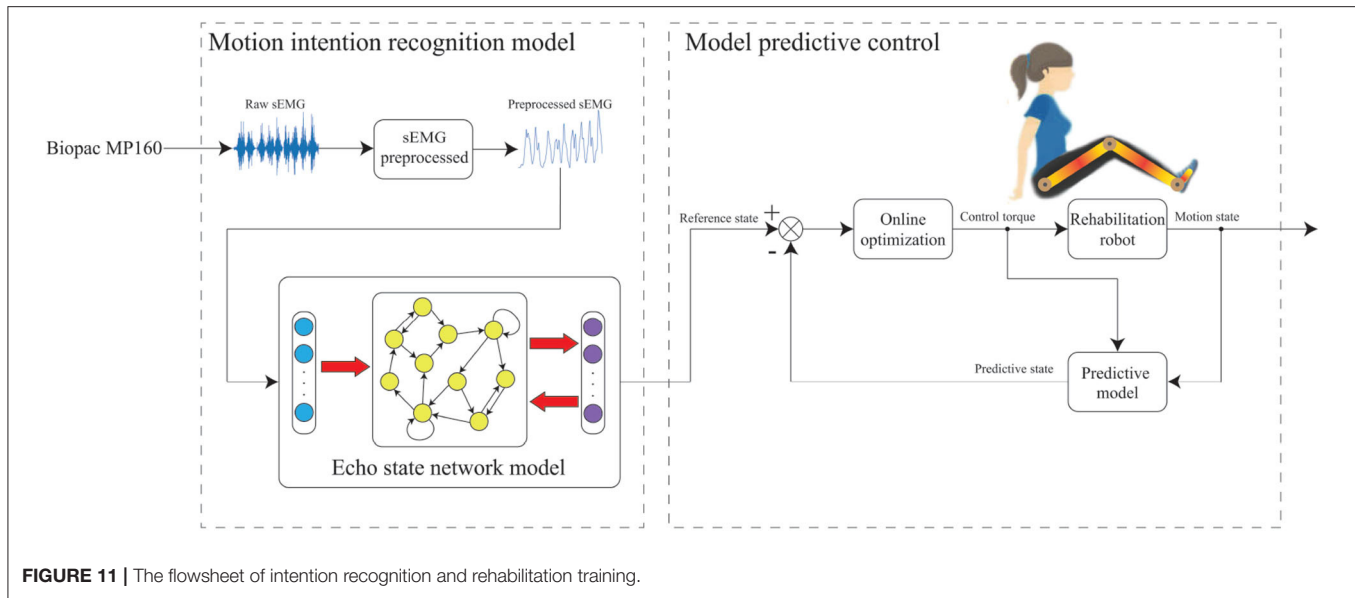 Motion intention recognition model
Model predictive control
Raw sEMG
Preprocessed sEMG
Biopac MP160
sEMG
preprocessed
Reference state
+
-
Online
optimization
Control torque
Rehabilitation
robot
Motion state
Predictive state
Predictive
model
Echo state network model
FIGURE 11 | The flowsheet of intention recognition and rehabilitation training.